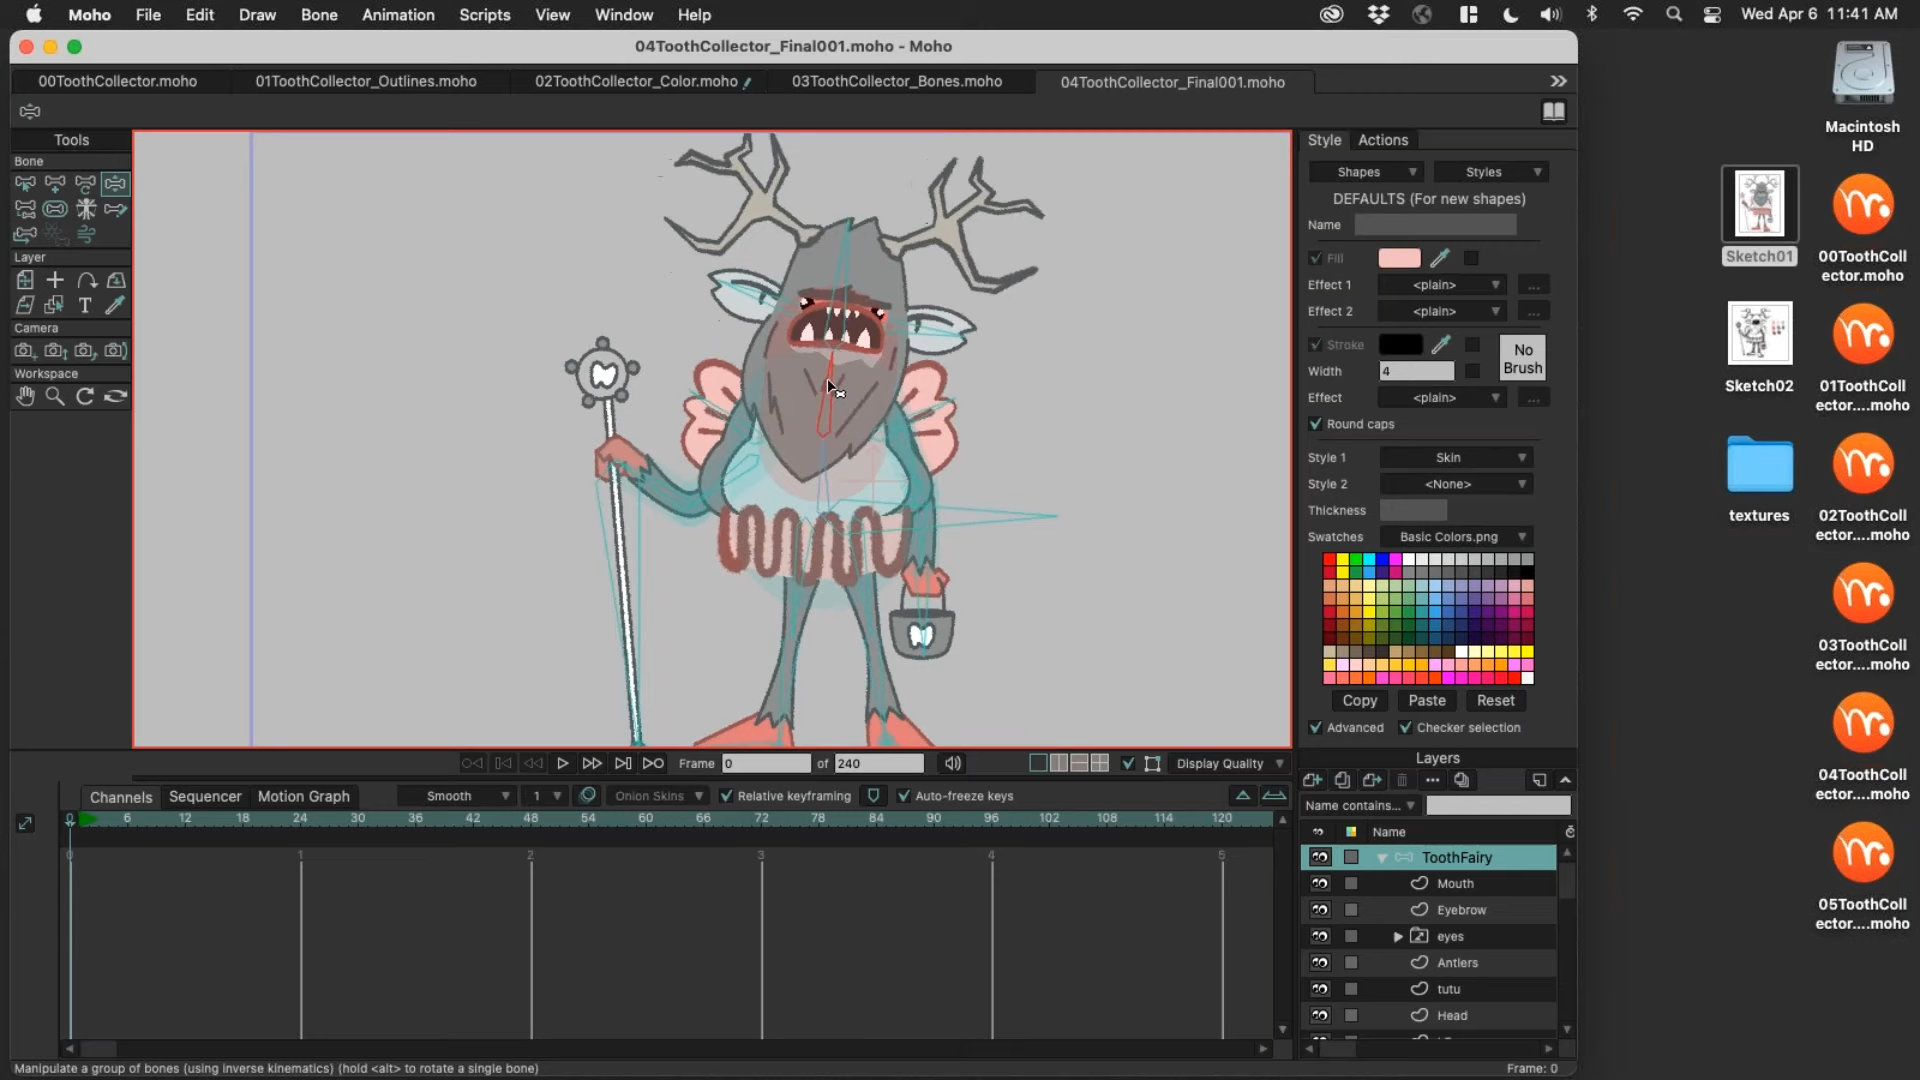 Moho File Edit Draw Bone Animation Scripts View Window Help Wed Apr 6 11:41 AM
04ToothCollector_Final001.moho - Moho
00ToothCollector.moho 01ToothCollector_Outlines.moho 02ToothCollector_Color.moho 03ToothCollector_Bones.moho 04ToothCollector_Final001.moho
Tools
Bone
Layer
Camera
Workspace
Style Actions
Shapes Styles
DEFAULTS (For new shapes)
Name
Fill
Effect 1 <plain> ...
Effect 2 <plain> ...
Stroke
No Brush
Width 4
Effect <plain> ...
Round caps
Style 1 Skin
Style 2 <None>
Thickness
Swatches Basic Colors.png
Copy Paste Reset
Advanced Checker selection
Frame 0 of 240 Display Quality
Channels Sequencer Motion Graph Smooth 1 Onion Skins Relative keyframing Auto-freeze keys
0 6 12 18 24 30 36 42 48 54 60 66 72 78 84 90 96 102 108 114 120
0 1 2 3 4 5
Layers
Name contains...
Name
ToothFairy
Mouth
Eyebrow
eyes
Antlers
tutu
Head
Manipulate a group of bones (using inverse kinematics) (hold <alt> to rotate a single bone) Frame: 0
Macintosh
HD
Sketch01
00ToothColl
ector.moho
Sketch02
01ToothColl
ector....moho
textures
02ToothColl
ector....moho
03ToothColl
ector....moho
04ToothColl
ector....moho
05ToothColl
ector....moho